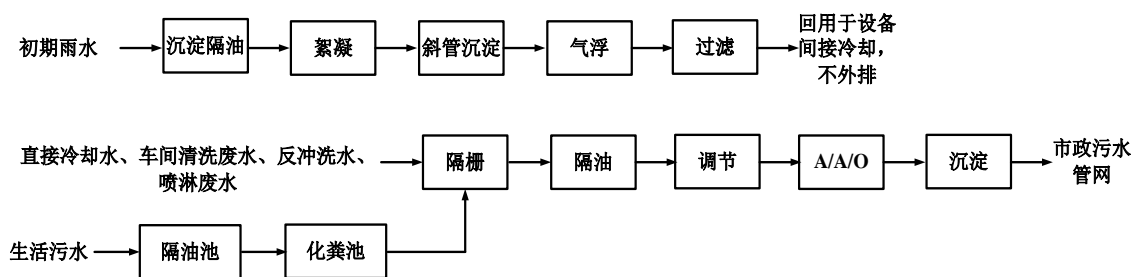 初期雨水
沉淀隔油
絮凝
斜管沉淀
气浮
过滤
回用于设备
间接冷却，
不外排
直接冷却水、车间清洗废水、反冲洗水、
喷淋废水
隔栅
隔油
调节
A/A/O
沉淀
市政污水
管网
生活污水
隔油池
化粪池